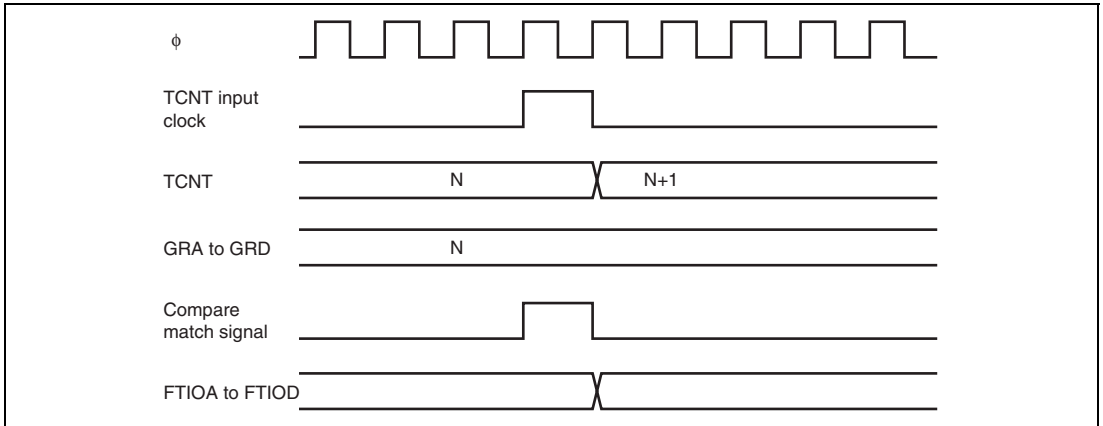 ϕ
TCNT input
clock
TCNT
N
N+1
GRA to GRD
N
Compare
match signal
FTIOA to FTIOD